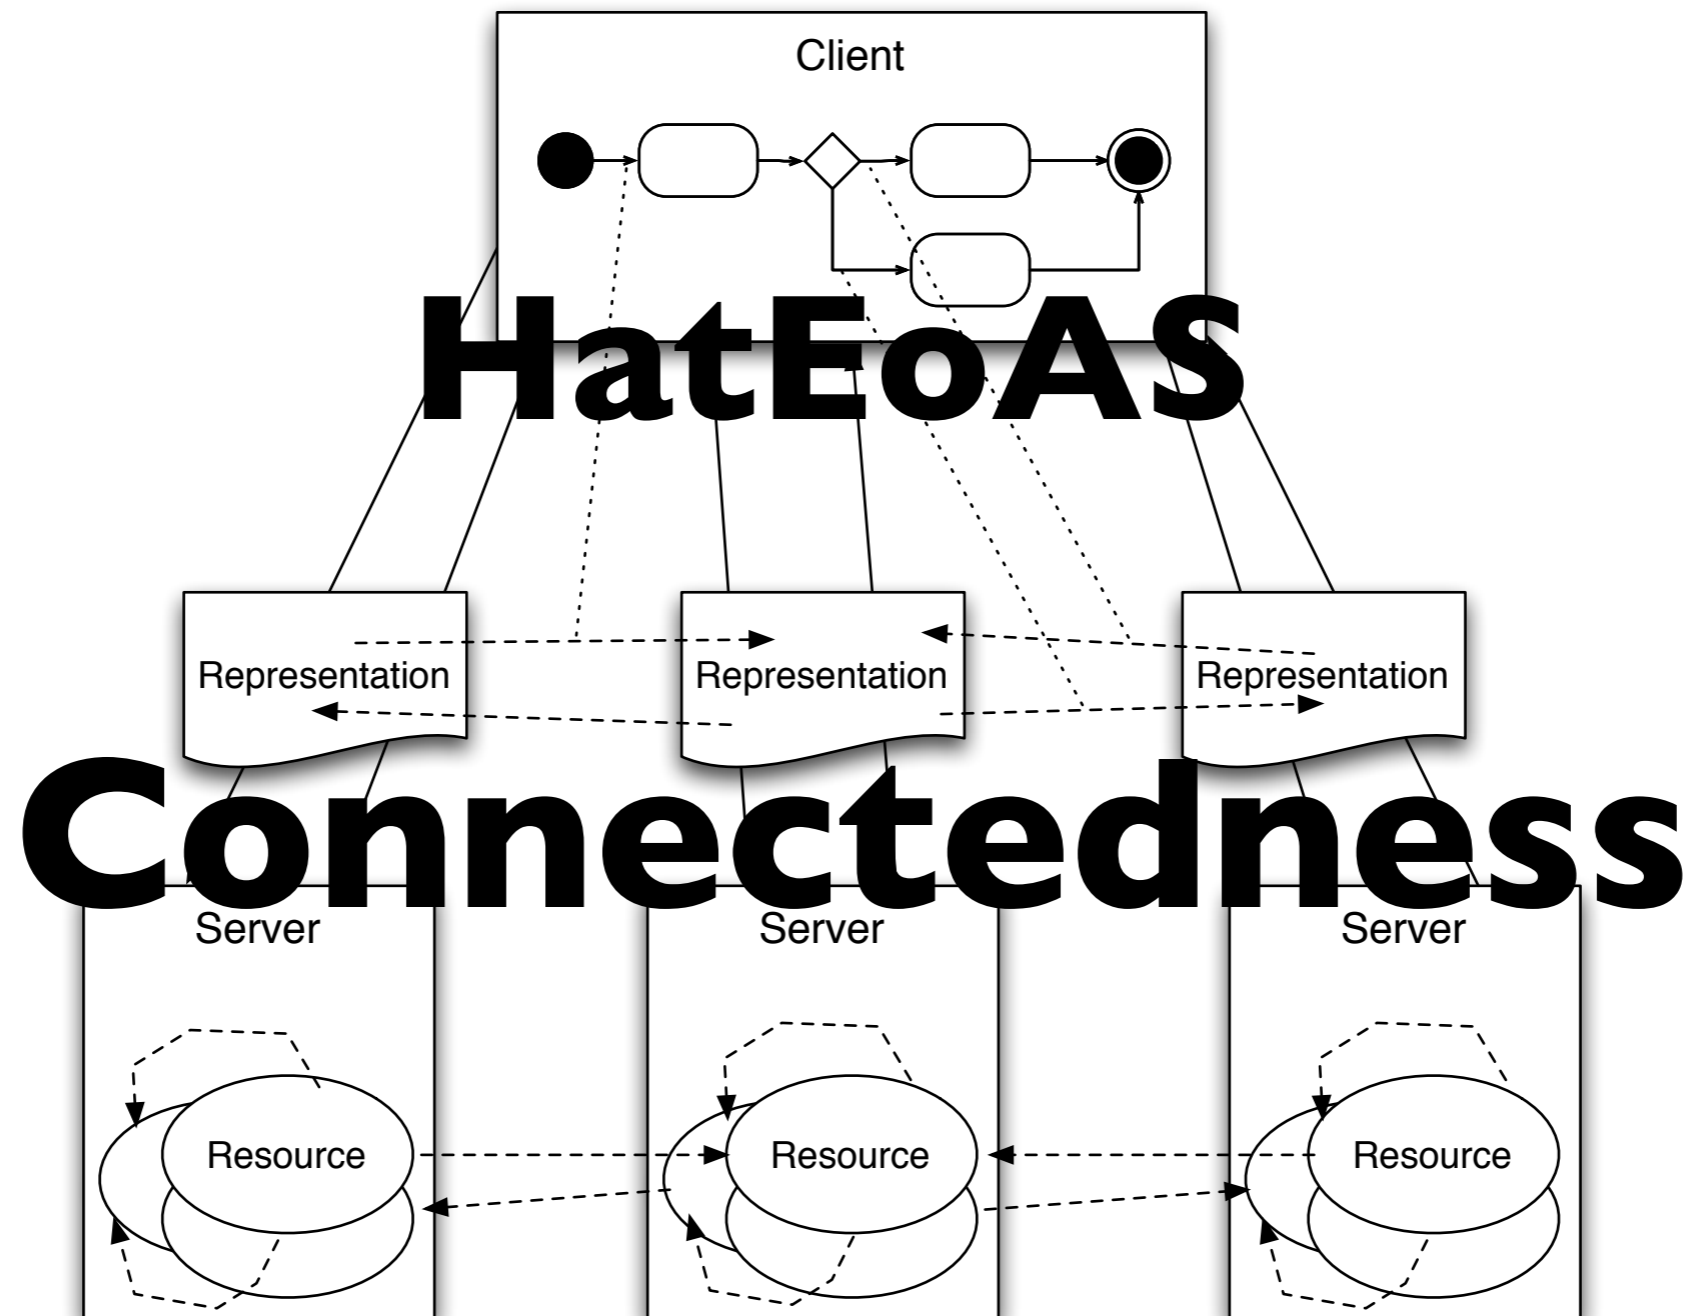 Client
HatEoAS
Representation Representation Representation
Connectedness
Server Server Server
Resource Resource Resource